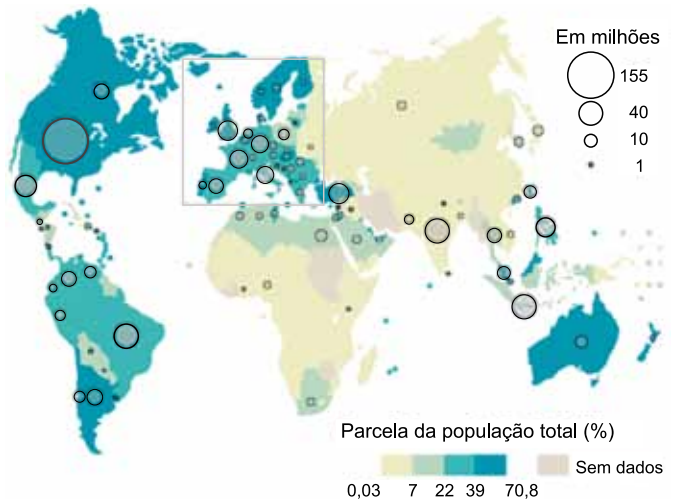 Em milhões
155
40
10
1
Parcela da população total (%)
Sem dados
0,03 7 22 39 70,8